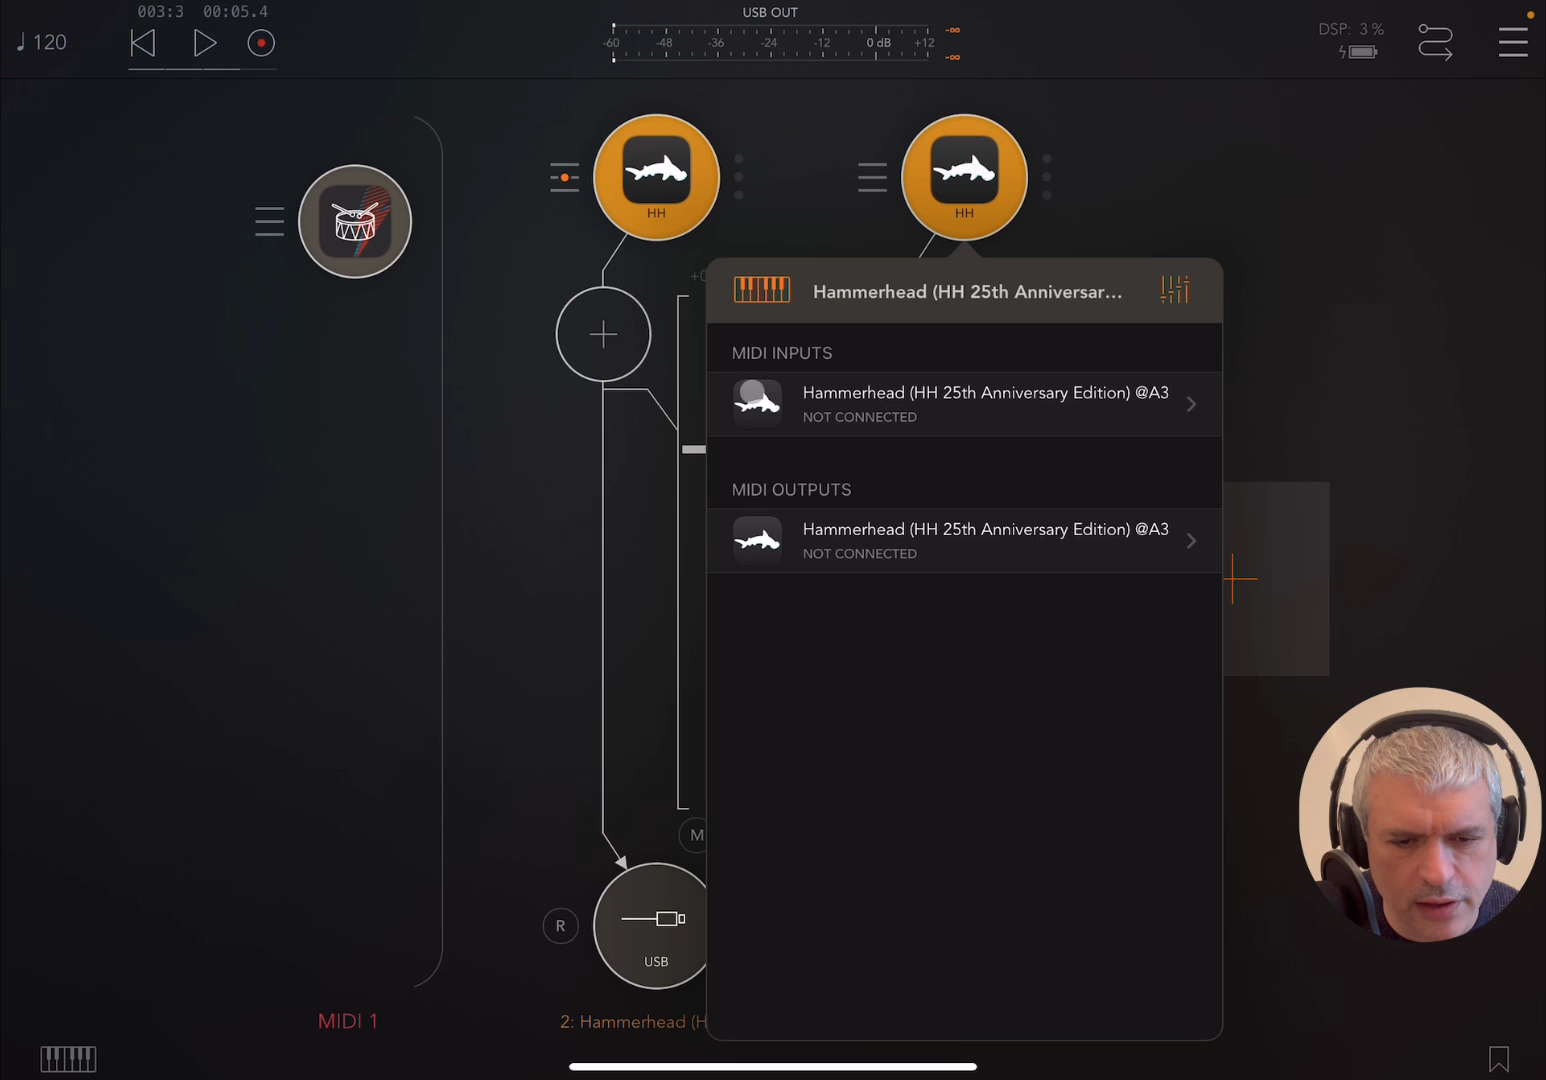 003:3 00:05.4
120
USB OUT
-60 -48 -36 -24 -12 0 dB +12
-∞
-∞
DSP: 3 %
HH
HH
Hammerhead (HH 25th Anniversar...
MIDI INPUTS
Hammerhead (HH 25th Anniversary Edition) @A3
NOT CONNECTED
MIDI OUTPUTS
Hammerhead (HH 25th Anniversary Edition) @A3
NOT CONNECTED
M
R
USB
MIDI 1
2: Hammerhead (H